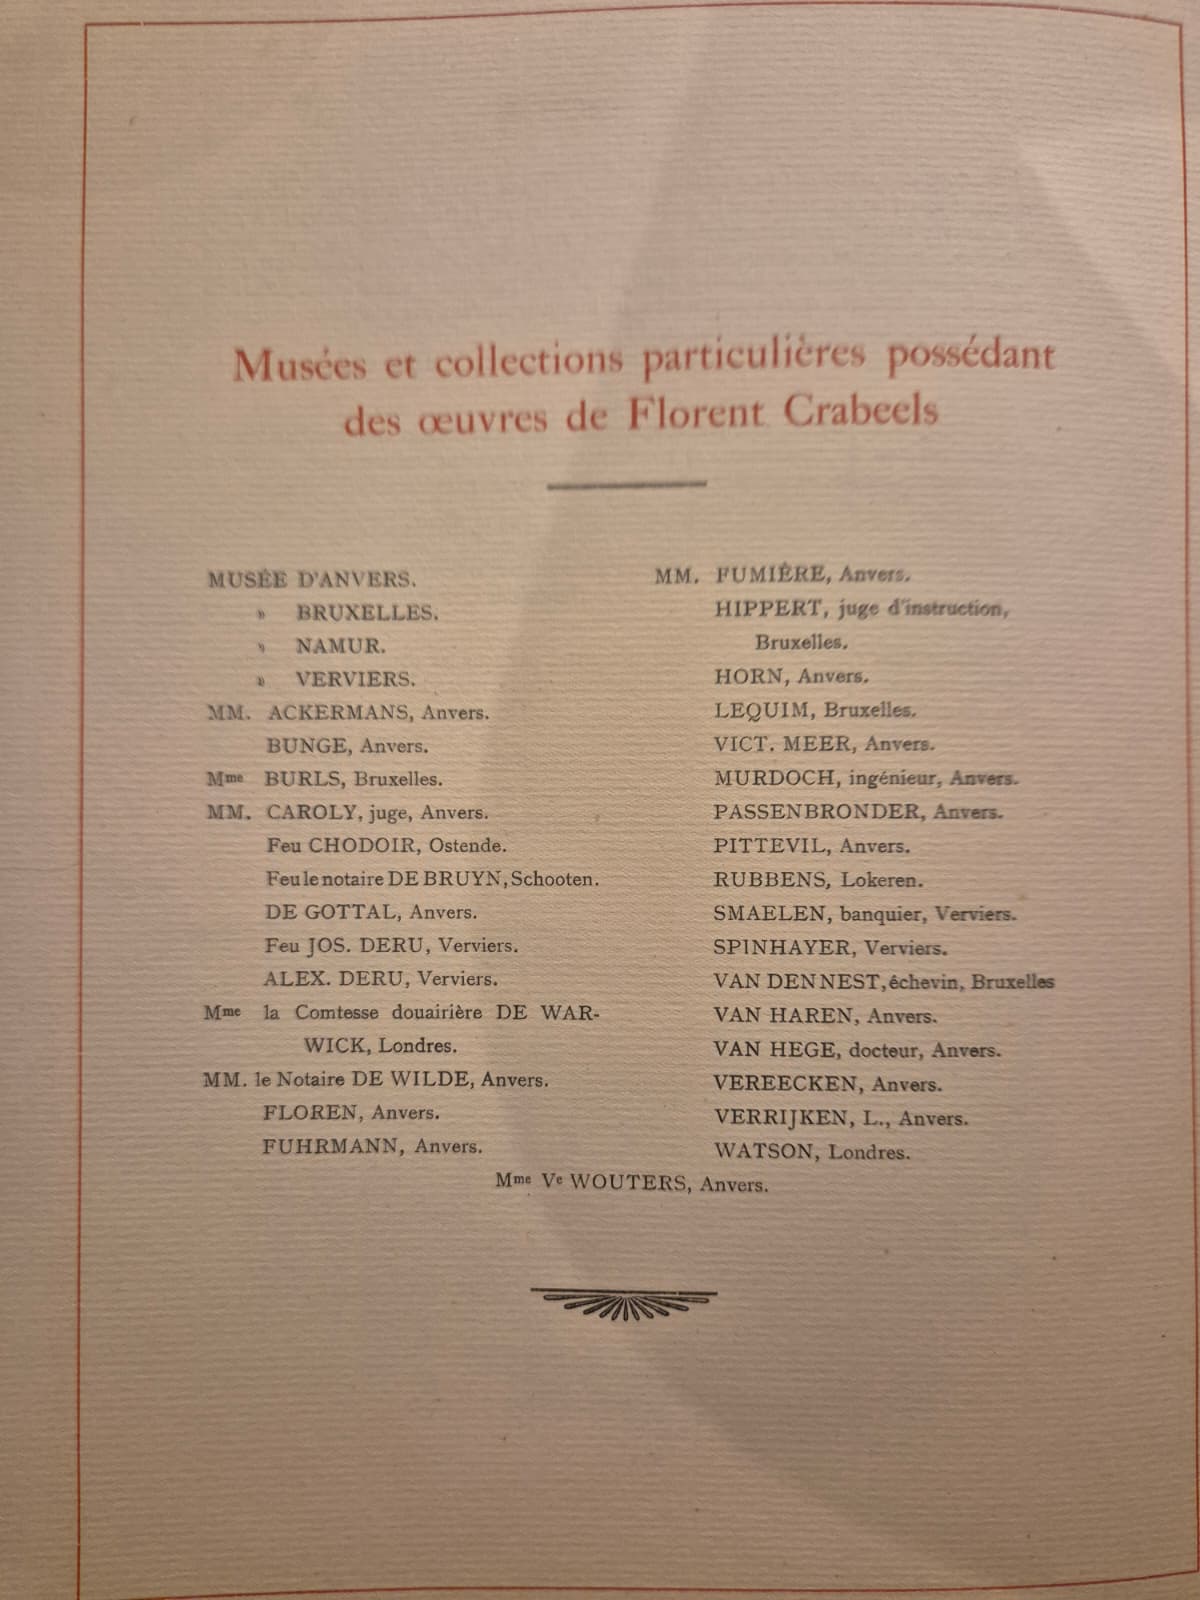 Musées et collections particulières possédant
des œuvres de Florent Crabeels
MUSÉE D'ANVERS.
» BRUXELLES.
» NAMUR.
» VERVIERS.
MM. ACKERMANS, Anvers.
BUNGE, Anvers.
Mme BURLS, Bruxelles.
MM. CAROLY, juge, Anvers.
Feu CHODOIR, Ostende.
Feu le notaire DE BRUYN, Schooten.
DE GOTTAL, Anvers.
Feu JOS. DERU, Verviers.
ALEX. DERU, Verviers.
Mme la Comtesse douairière DE WAR-
WICK, Londres.
MM. le Notaire DE WILDE, Anvers.
FLOREN, Anvers.
FUHRMANN, Anvers.
MM. FUMIÈRE, Anvers.
HIPPERT, juge d'instruction,
Bruxelles.
HORN, Anvers.
LEQUIM, Bruxelles.
VICT. MEER, Anvers.
MURDOCH, ingénieur, Anvers.
PASSENBRONDER, Anvers.
PITTEVIL, Anvers.
RUBBENS, Lokeren.
SMAELEN, banquier, Verviers.
SPINHAYER, Verviers.
VAN DEN NEST, échevin, Bruxelles
VAN HAREN, Anvers.
VAN HEGE, docteur, Anvers.
VEREECKEN, Anvers.
VERRIJKEN, L., Anvers.
WATSON, Londres.
Mme Ve WOUTERS, Anvers.